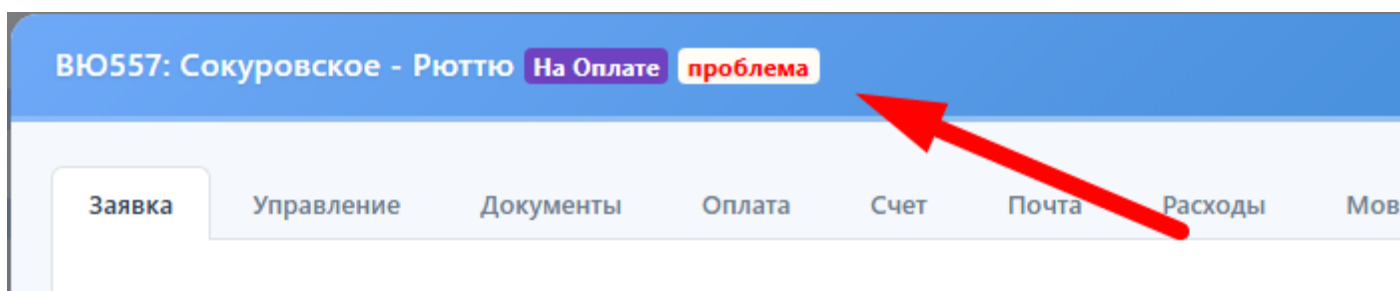 ВЮ557: Сокуровское - Рюттю На Оплате проблема
Заявка Управление Документы Оплата Счет Почта Расходы